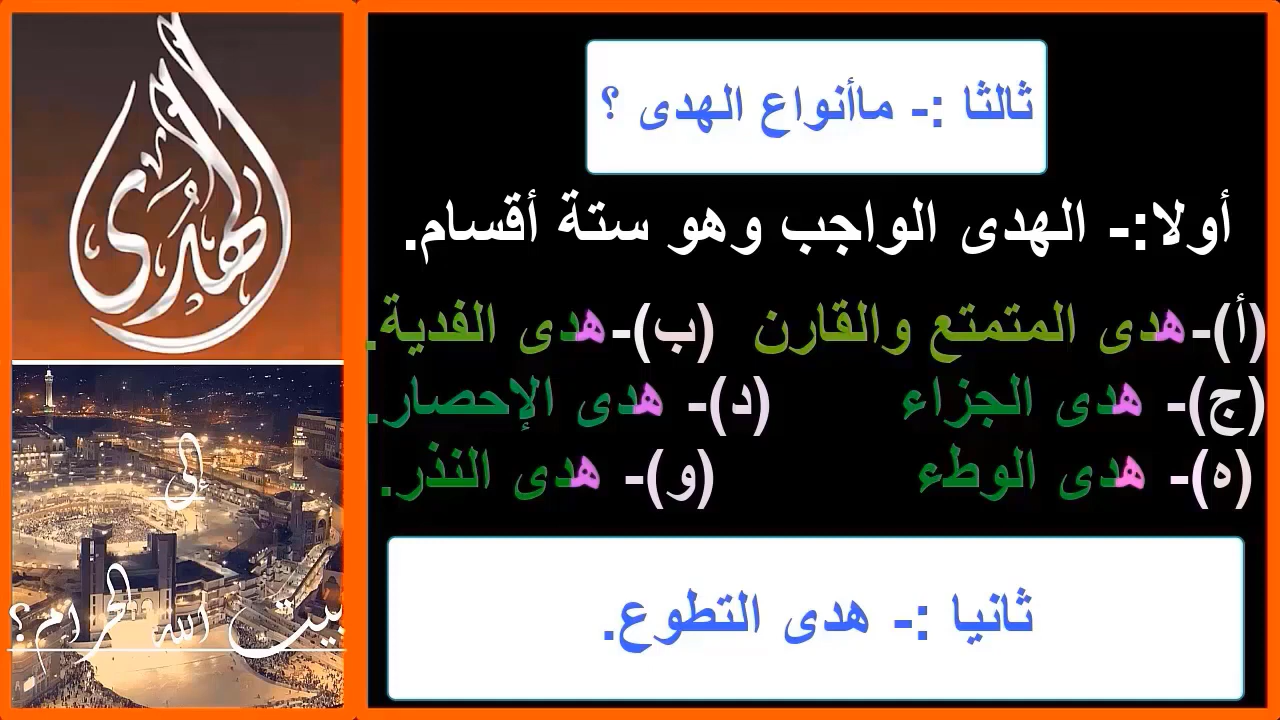 ثالثا :- ماأنواع الهدى ؟
أولا:- الهدى الواجب وهو ستة أقسام.
(أ)-هدى المتمتع والقارن (ب)-هدى الفدية.
(ج)- هدى الجزاء (د)- هدى الإحصار.
(ه)- هدى الوطء (و)- هدى النذر.
ثانيا :- هدى التطوع.
الهدى
إلى
بيت الله الحرام؟